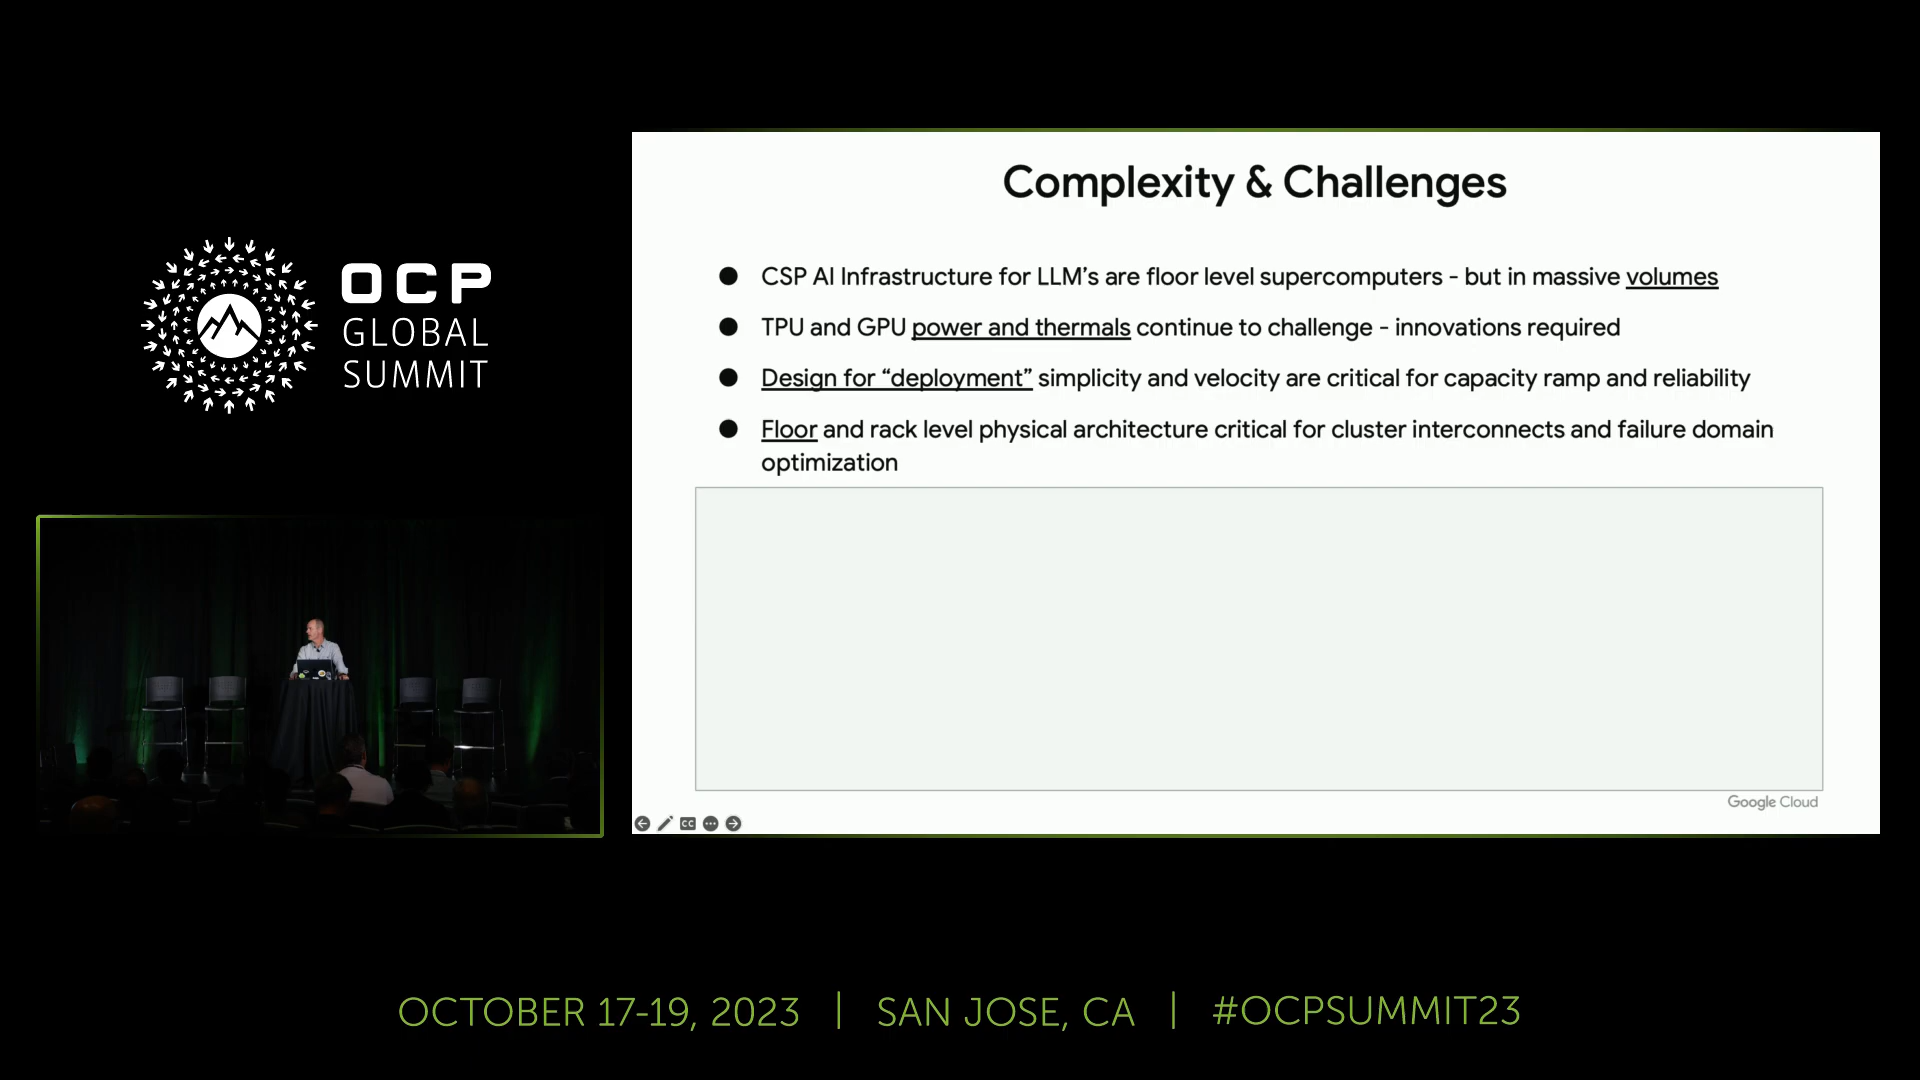 OCP
GLOBAL
SUMMIT
Complexity & Challenges
● CSP AI Infrastructure for LLM’s are floor level supercomputers - but in massive volumes
● TPU and GPU power and thermals continue to challenge - innovations required
● Design for “deployment” simplicity and velocity are critical for capacity ramp and reliability
● Floor and rack level physical architecture critical for cluster interconnects and failure domain
optimization
Google Cloud
CC
OCTOBER 17-19, 2023 | SAN JOSE, CA | #OCPSUMMIT23